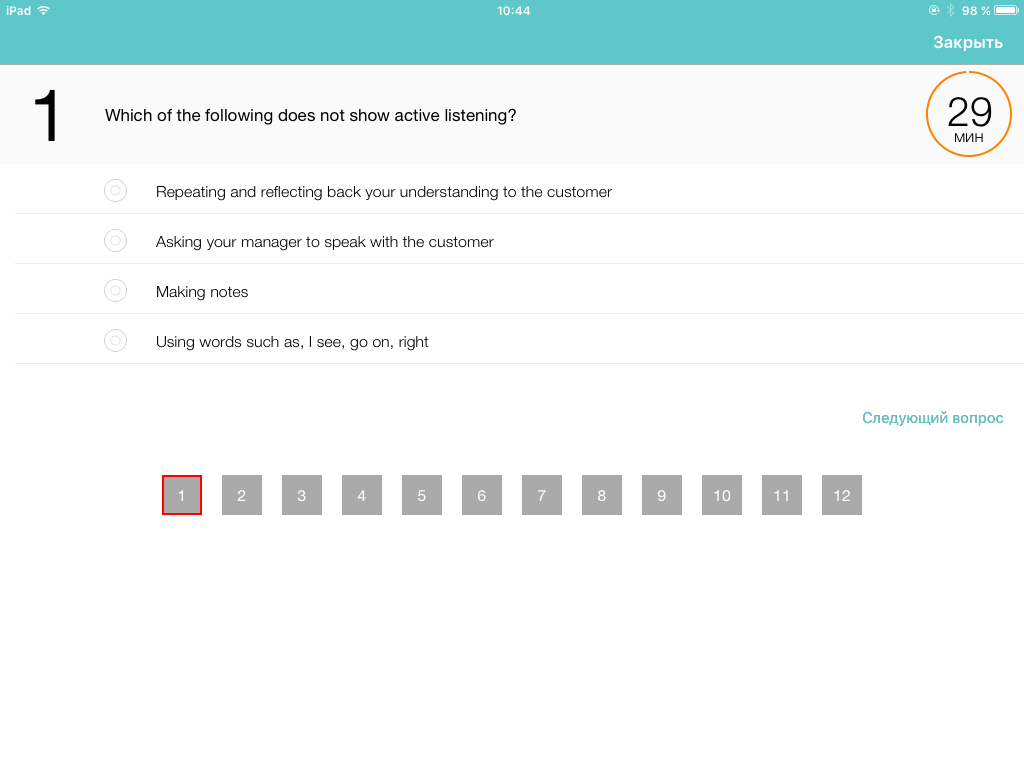 iPad 10:44 98 %
Закрыть
1
Which of the following does not show active listening?
29
МИН
Repeating and reflecting back your understanding to the customer
Asking your manager to speak with the customer
Making notes
Using words such as, I see, go on, right
Следующий вопрос
1 2 3 4 5 6 7 8 9 10 11 12